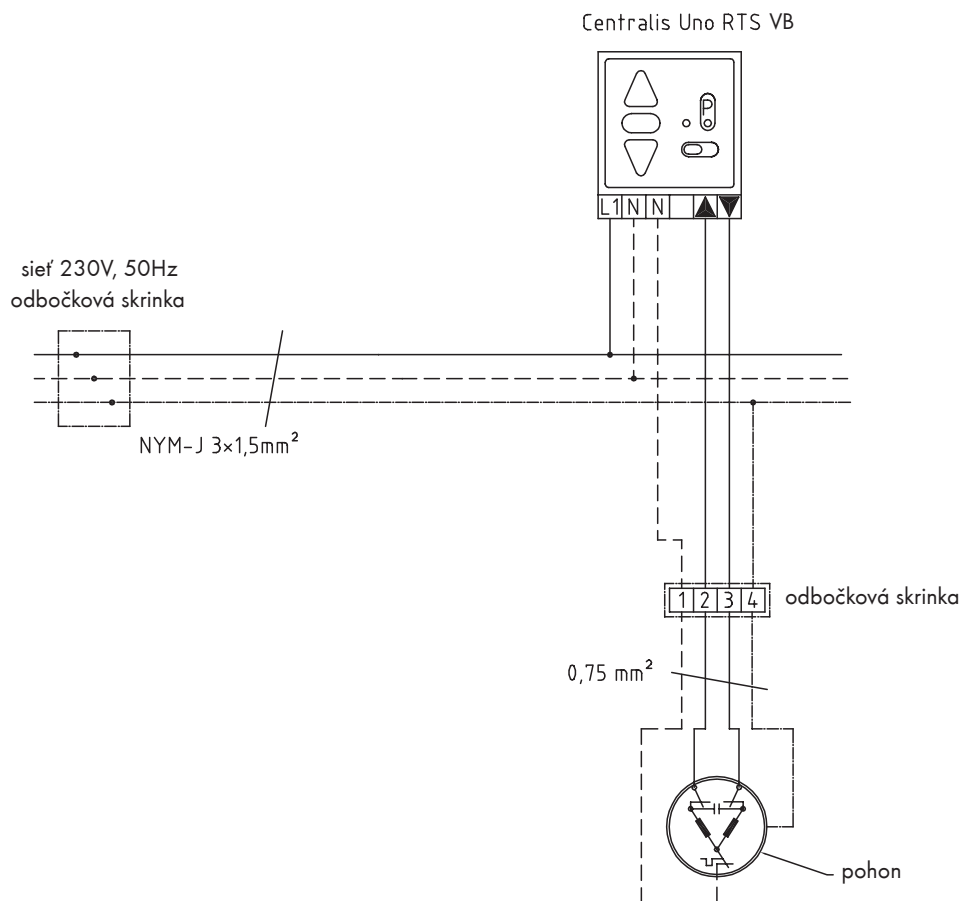 Centralis Uno RTS VB
P
L1 N N
sieť 230V, 50Hz
odbočková skrinka
NYM-J 3×1,5mm²
1 2 3 4
odbočková skrinka
0,75 mm²
pohon